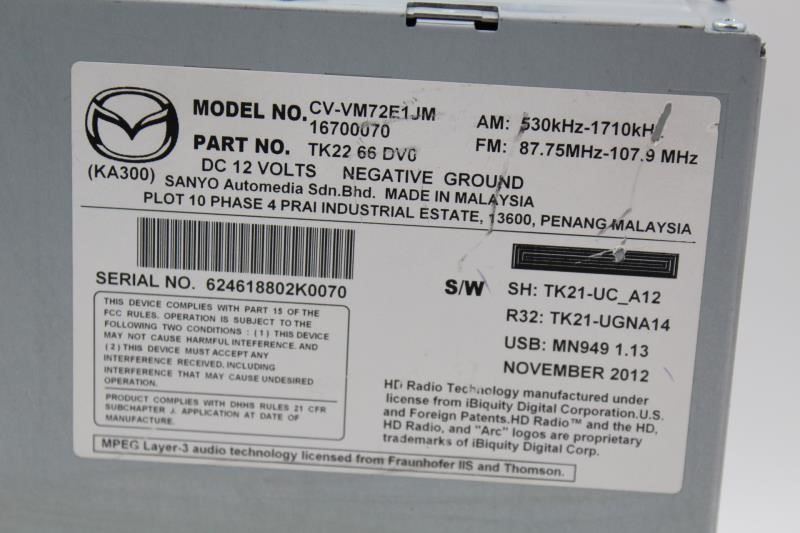 MODEL NO. CV-VM72E1JM
16700070
PART NO. TK22 66 DV0
AM: 530kHz-1710kHz
FM: 87.75MHz-107.9 MHz
(KA300)
DC 12 VOLTS NEGATIVE GROUND
SANYO Automedia Sdn.Bhd. MADE IN MALAYSIA
PLOT 10 PHASE 4 PRAI INDUSTRIAL ESTATE, 13600, PENANG MALAYSIA
SERIAL NO. 624618802K0070
THIS DEVICE COMPLIES WITH PART 15 OF THE
FCC RULES. OPERATION IS SUBJECT TO THE
FOLLOWING TWO CONDITIONS : (1) THIS DEVICE
MAY NOT CAUSE HARMFUL INTERFERENCE. AND
(2) THIS DEVICE MUST ACCEPT ANY
INTERFERENCE RECEIVED, INCLUDING
INTERFERENCE THAT MAY CAUSE UNDESIRED
OPERATION.
PRODUCT COMPLIES WITH DHHS RULES 21 CFR
SUBCHAPTER J. APPLICATION AT DATE OF
MANUFACTURE.
S/W SH: TK21-UC_A12
R32: TK21-UGNA14
USB: MN949 1.13
NOVEMBER 2012
HD Radio Technology manufactured under
license from iBiquity Digital Corporation.U.S.
and Foreign Patents.HD Radio™ and the HD,
HD Radio, and "Arc" logos are proprietary
trademarks of iBiquity Digital Corp.
MPEG Layer-3 audio technology licensed from Fraunhofer IIS and Thomson.